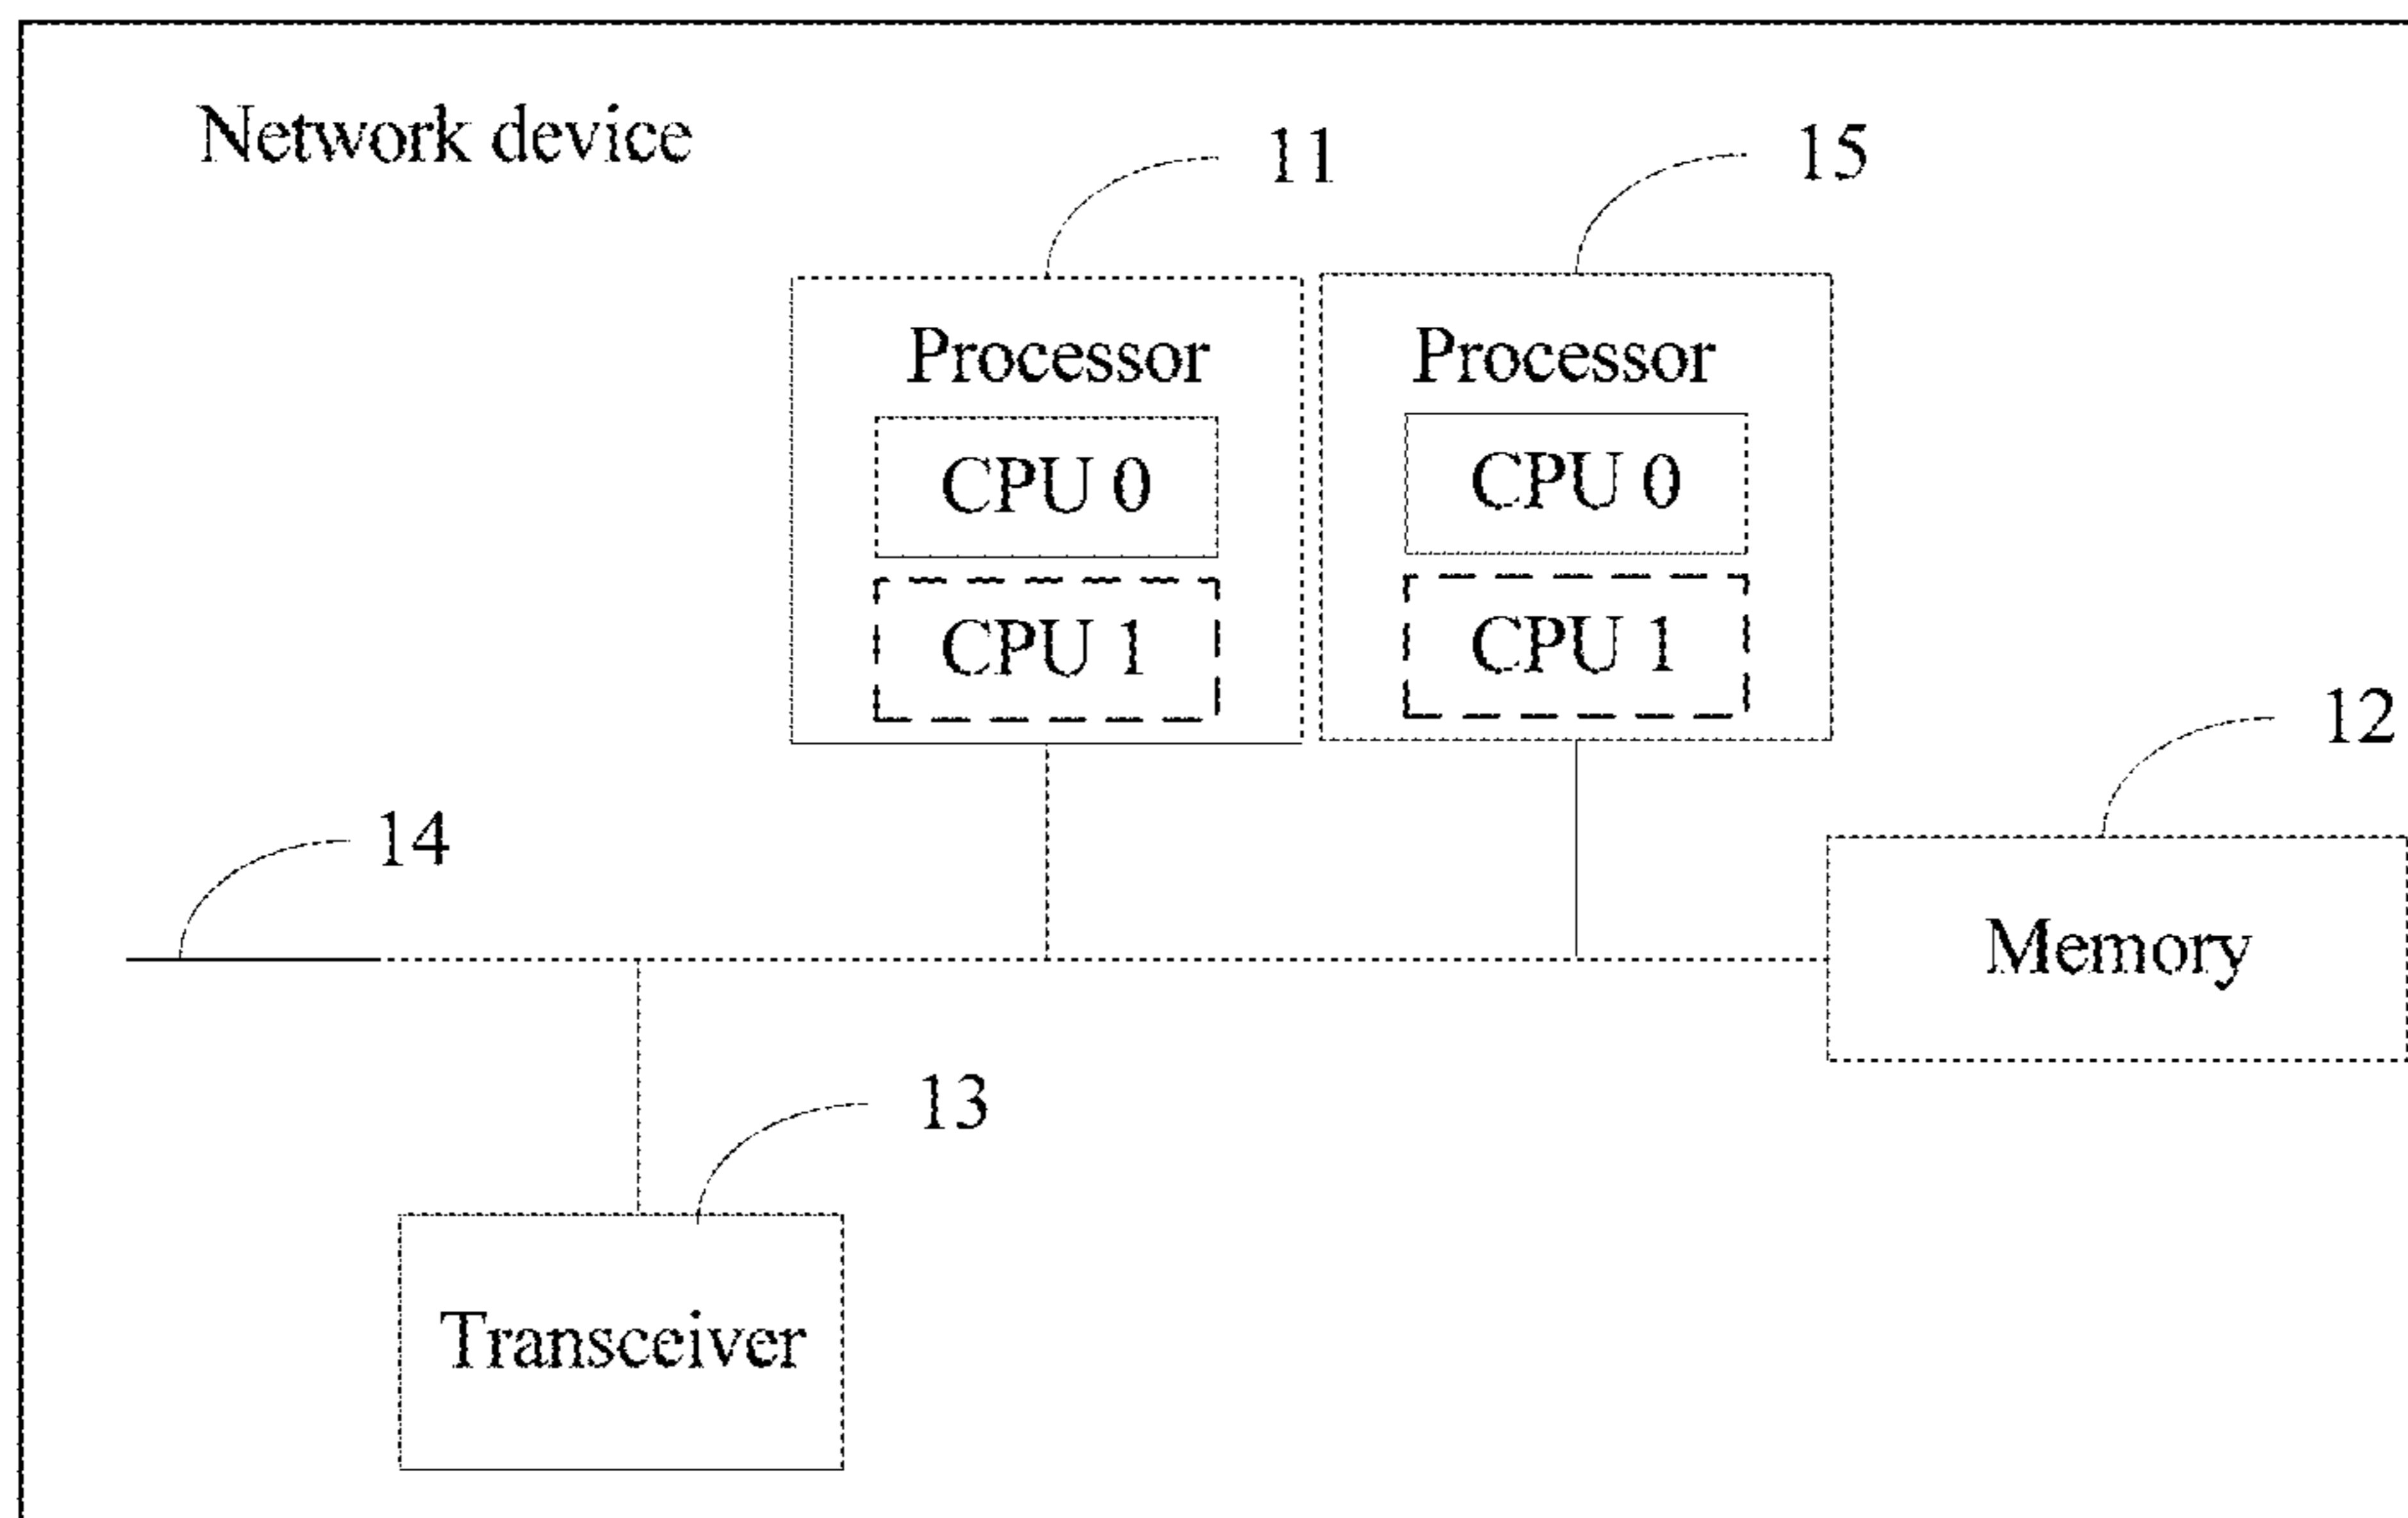 Network device
11
15
Processor
Processor
CPU 0
CPU 0
CPU 1
CPU 1
12
14
Memory
13
Transceiver